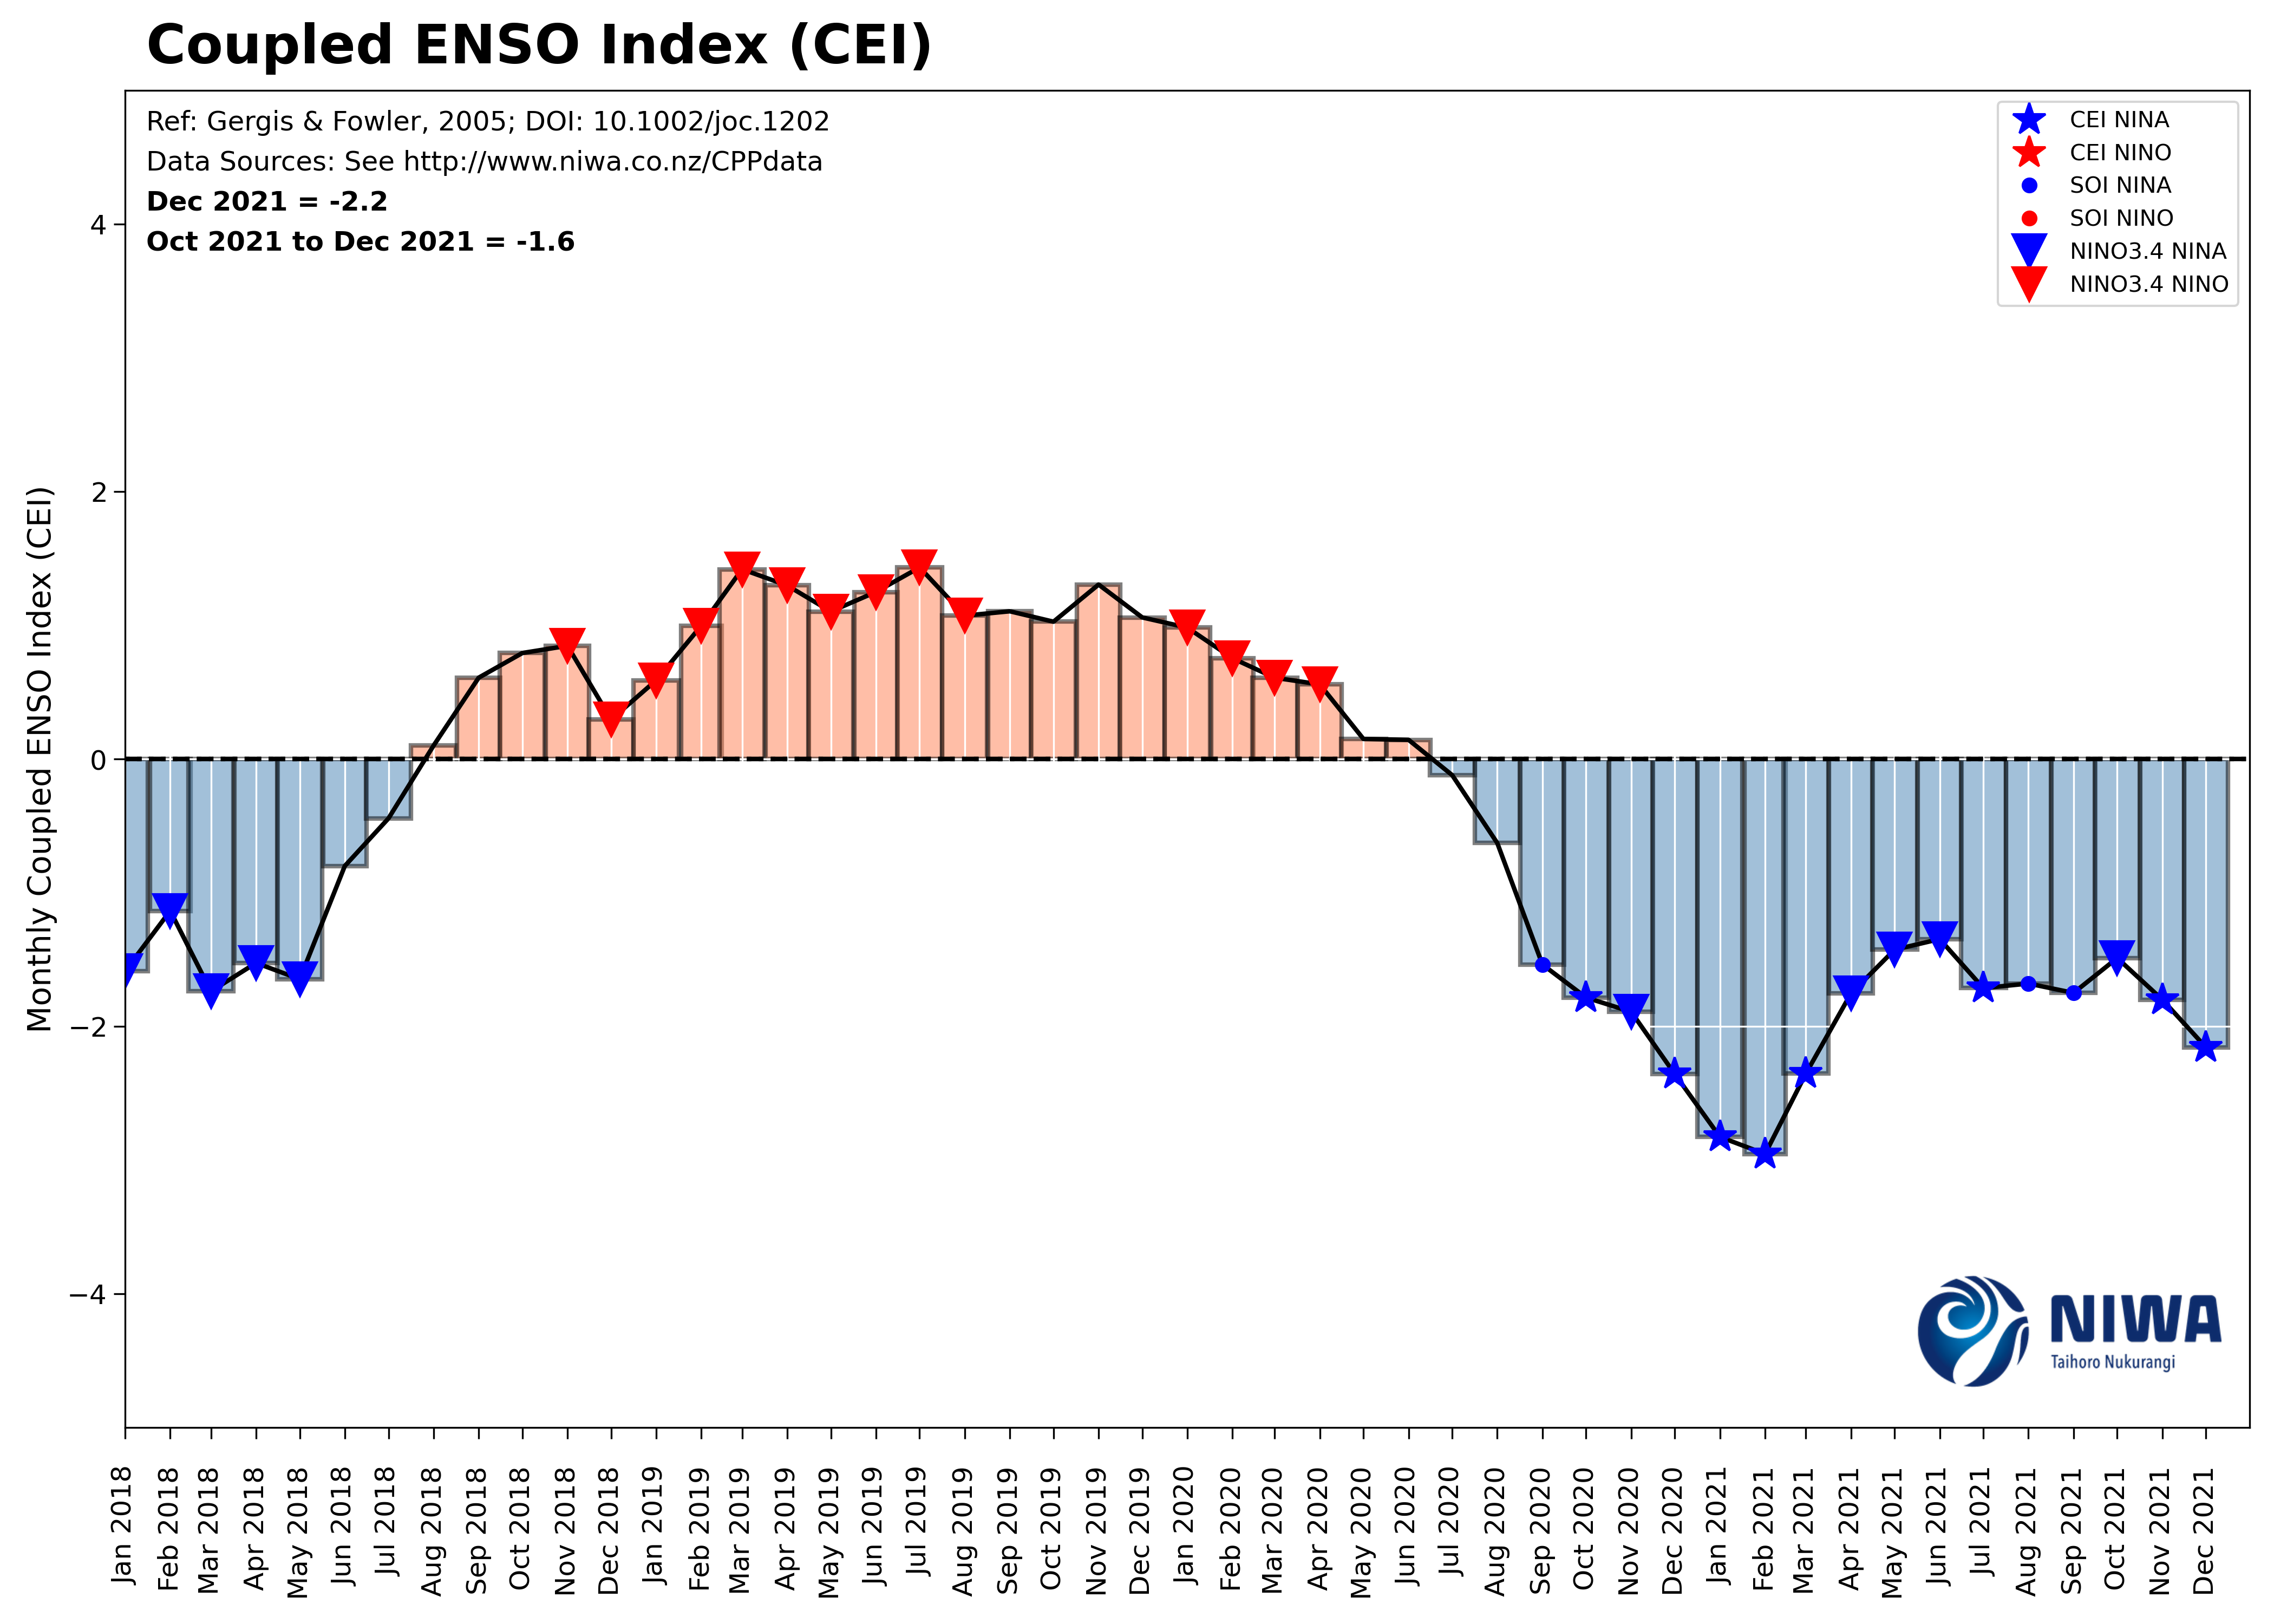 Coupled ENSO Index (CEI)
Ref: Gergis & Fowler, 2005; DOI: 10.1002/joc.1202
Data Sources: See http://www.niwa.co.nz/CPPdata
Dec 2021 = -2.2
Oct 2021 to Dec 2021 = -1.6
CEI NINA
CEI NINO
SOI NINA
SOI NINO
NINO3.4 NINA
NINO3.4 NINO
Monthly Coupled ENSO Index (CEI)
4
2
0
−2
−4
NIWA
Taihoro Nukurangi
Jan 2018
Feb 2018
Mar 2018
Apr 2018
May 2018
Jun 2018
Jul 2018
Aug 2018
Sep 2018
Oct 2018
Nov 2018
Dec 2018
Jan 2019
Feb 2019
Mar 2019
Apr 2019
May 2019
Jun 2019
Jul 2019
Aug 2019
Sep 2019
Oct 2019
Nov 2019
Dec 2019
Jan 2020
Feb 2020
Mar 2020
Apr 2020
May 2020
Jun 2020
Jul 2020
Aug 2020
Sep 2020
Oct 2020
Nov 2020
Dec 2020
Jan 2021
Feb 2021
Mar 2021
Apr 2021
May 2021
Jun 2021
Jul 2021
Aug 2021
Sep 2021
Oct 2021
Nov 2021
Dec 2021